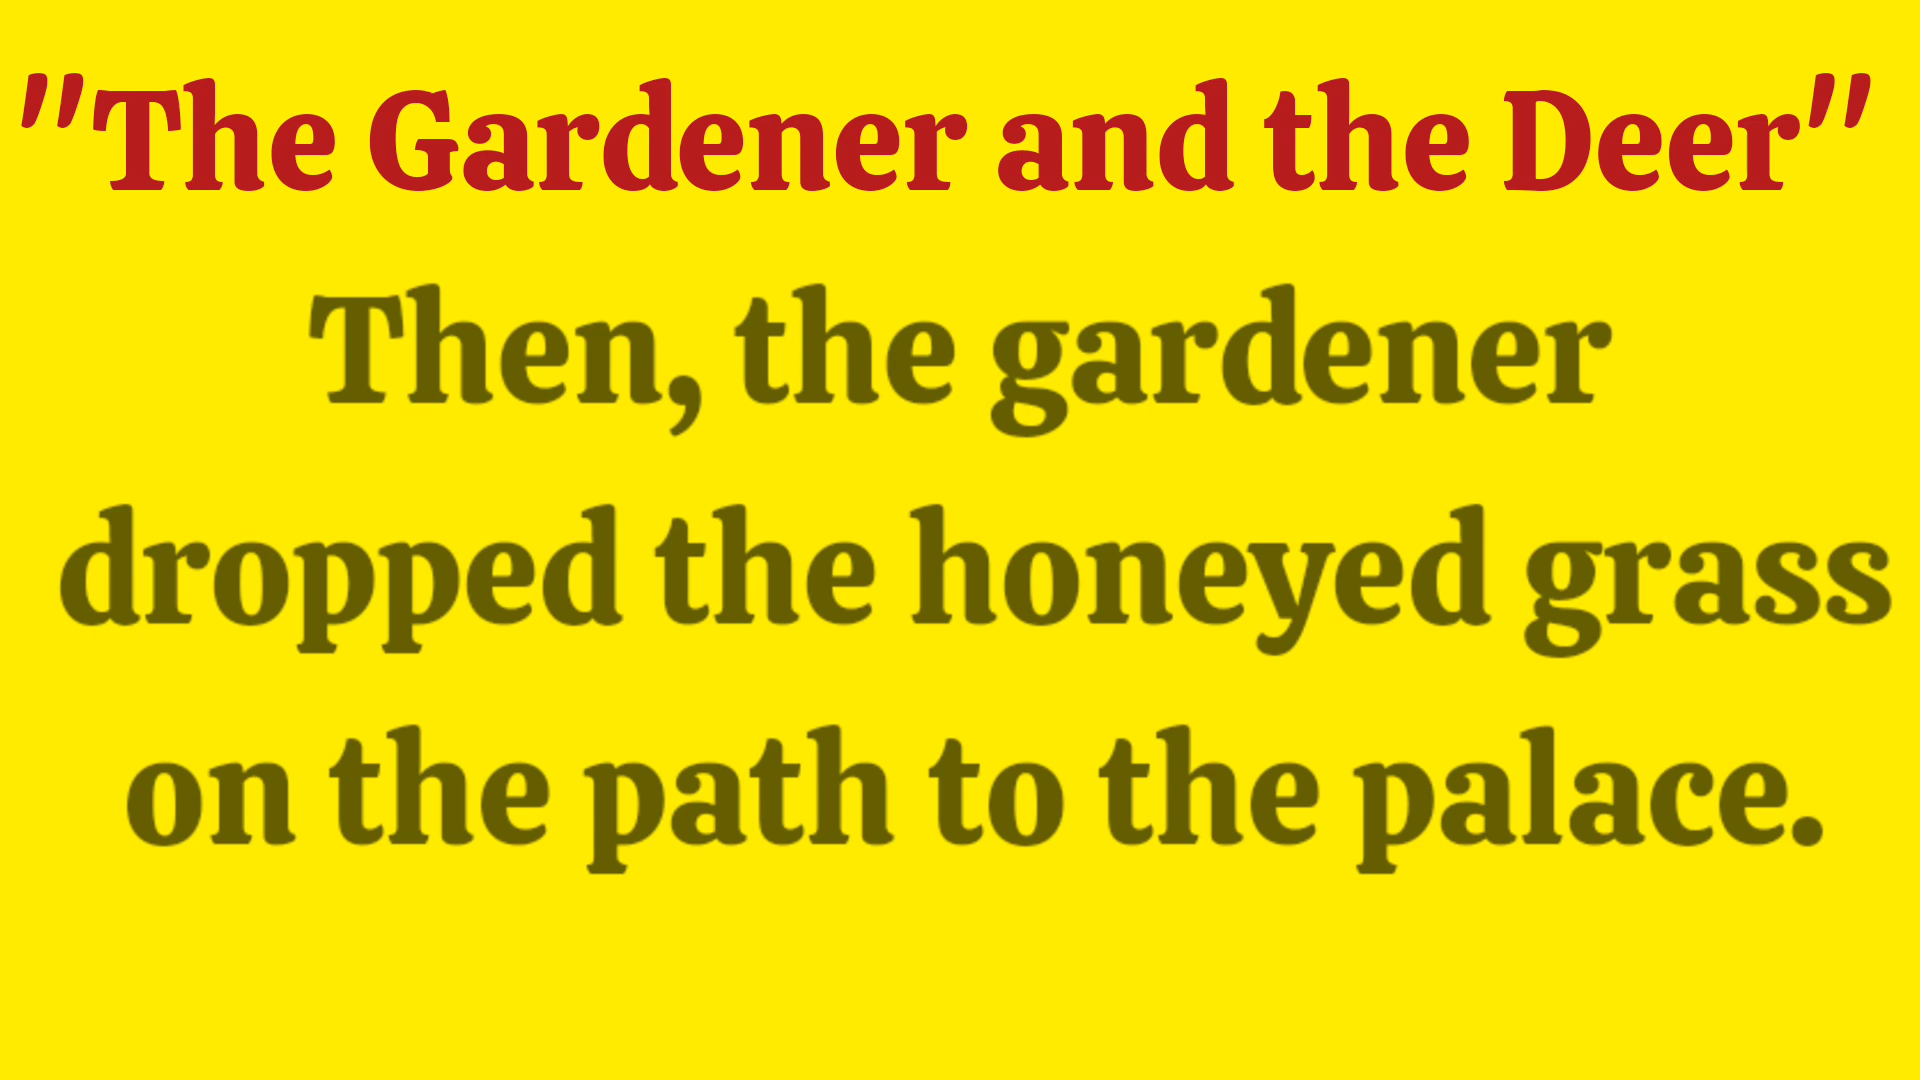 "The Gardener and the Deer"
Then, the gardener
dropped the honeyed grass
on the path to the palace.